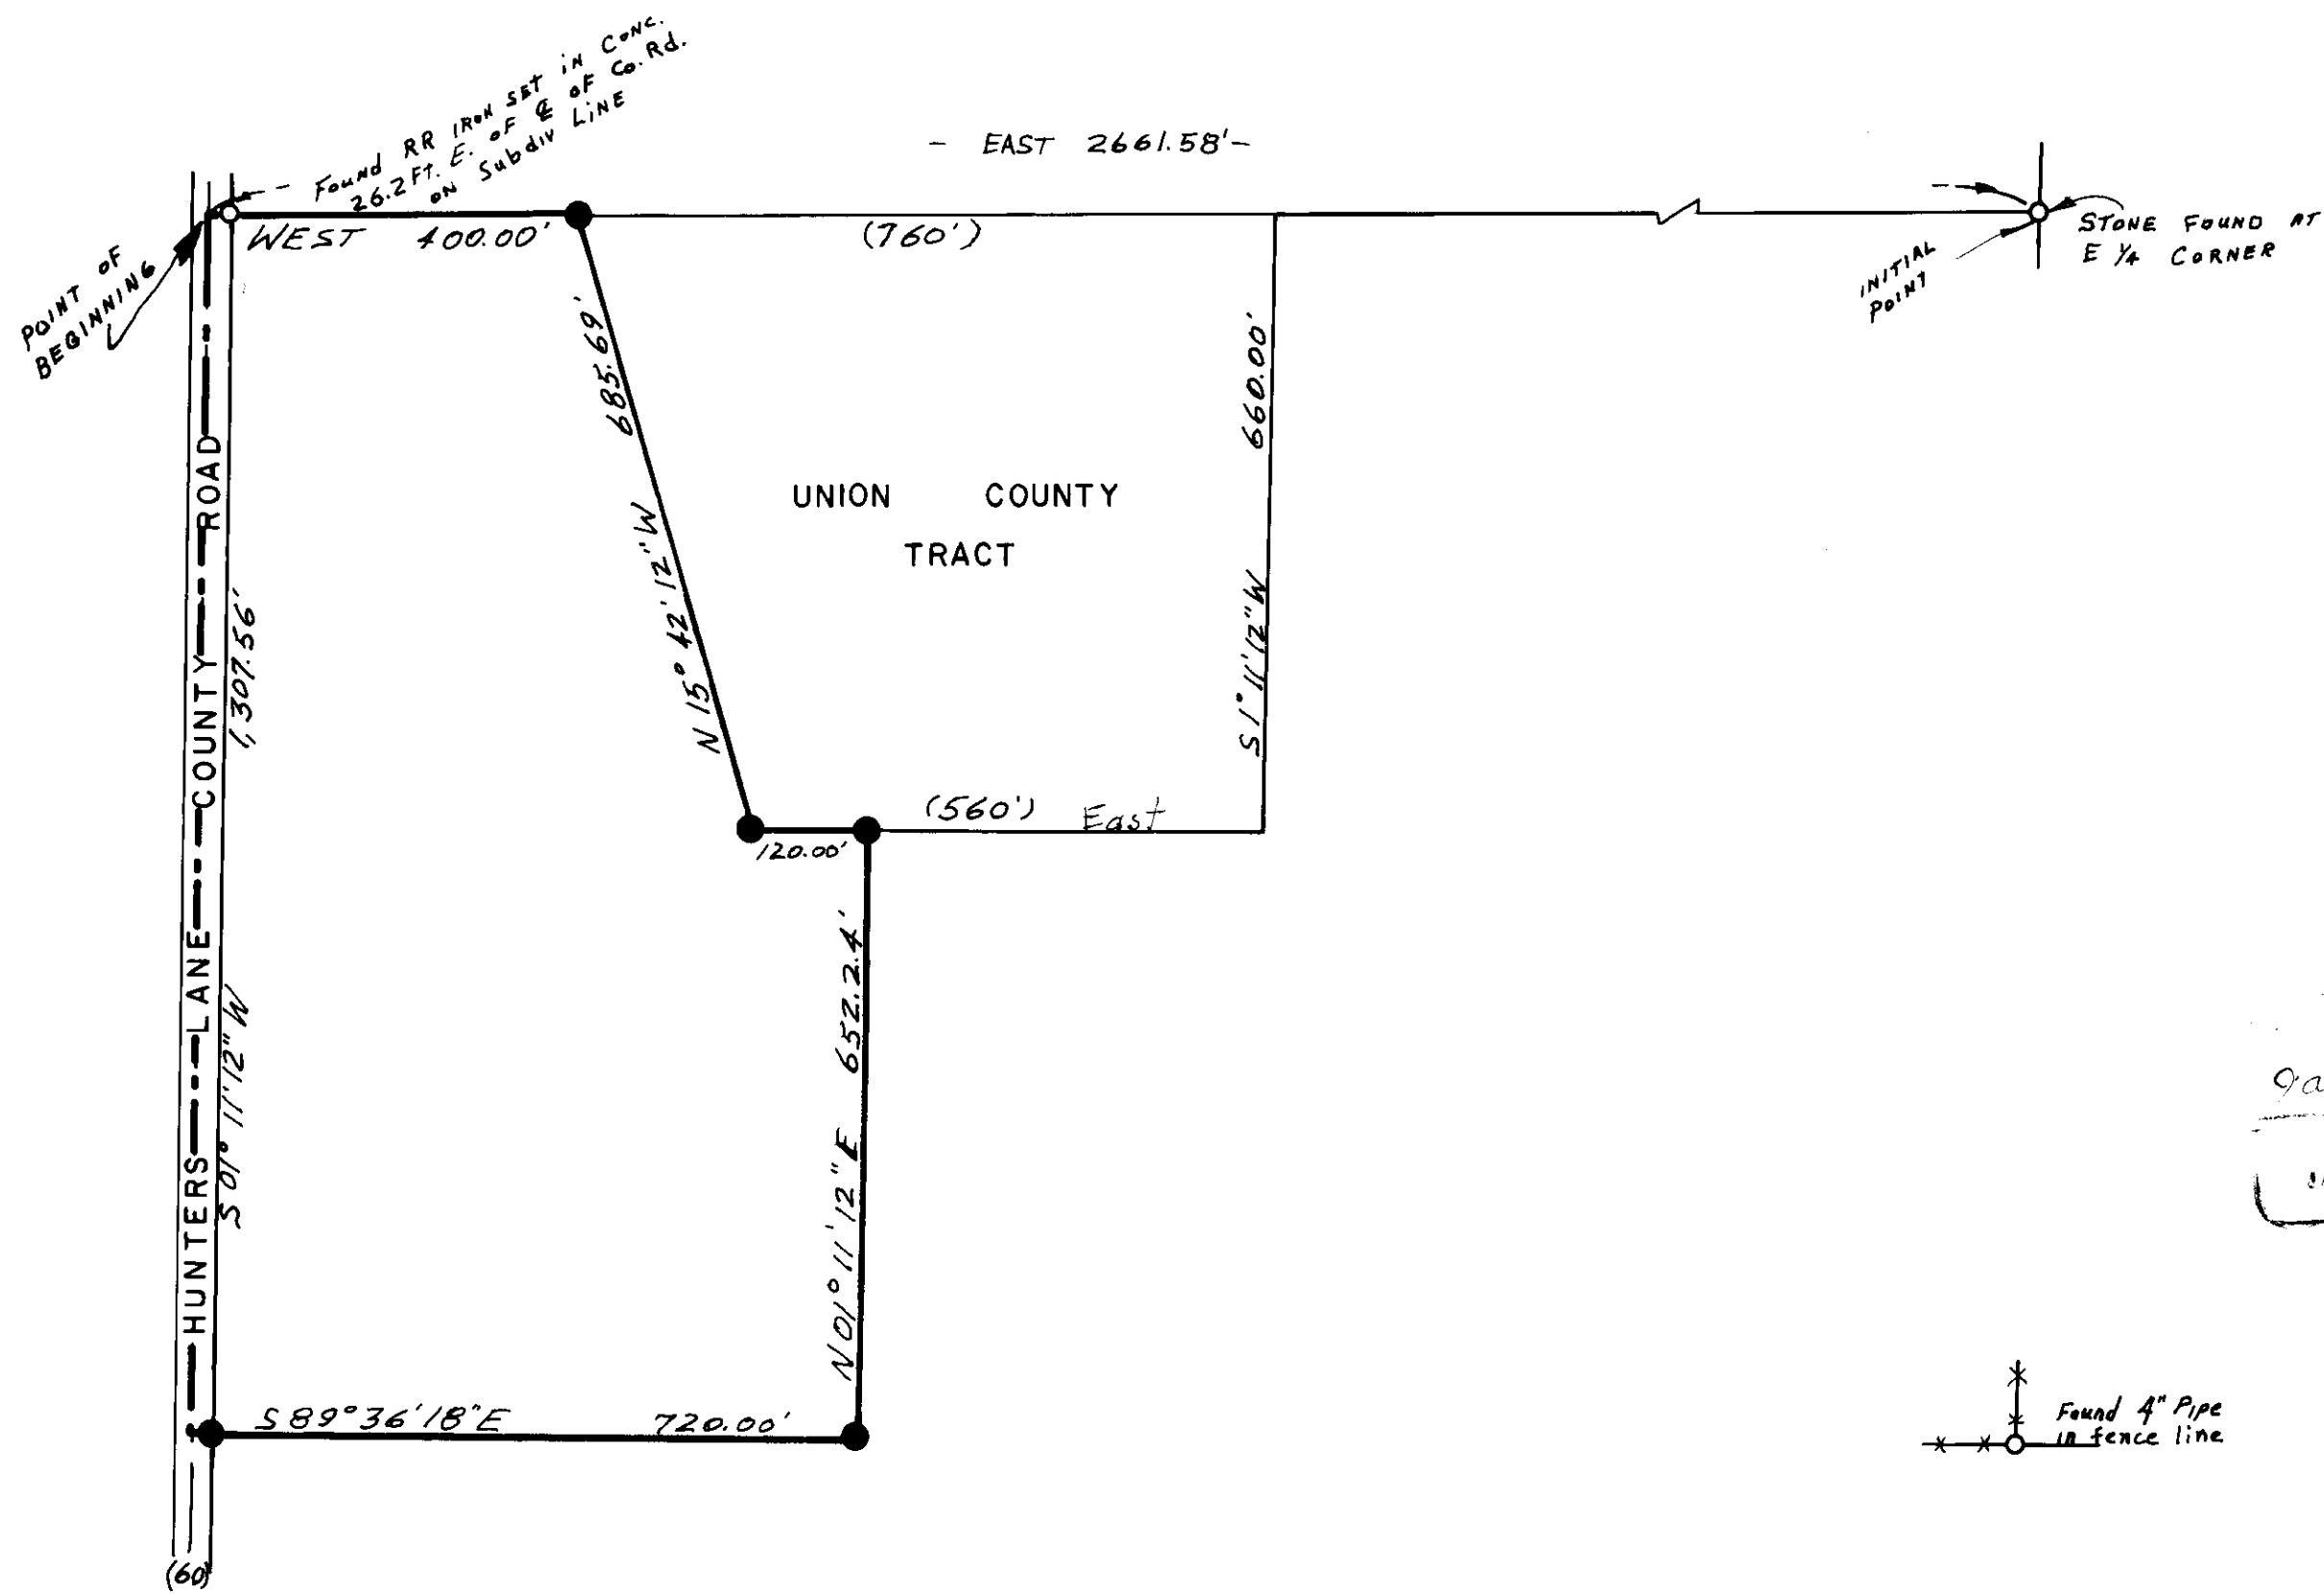 Found RR IRON SET IN CONC.
26.2 Ft. E. OF ℄ OF Co. Rd.
ON Subdiv LINE
- EAST 2661.58' -
POINT OF
BEGINNING
WEST 400.00'
(760')
INITIAL
POINT
STONE FOUND AT
E 1/4 CORNER
685.69'
N 15° 42' 12" W
UNION COUNTY
TRACT
660.00'
S 1° 11' 12" W
HUNTERS LANE COUNTY ROAD
1,307.56'
S 01° 11' 12" W
(560') East
120.00'
652.24'
N 01° 11' 12" E
S 89° 36' 18" E 720.00'
Found 4" Pipe
in fence line
(60)